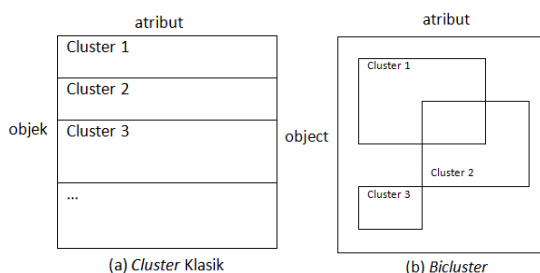 atribut
Cluster 1
Cluster 2
objek
Cluster 3
...
(a) Cluster Klasik
atribut
Cluster 1
object
Cluster 2
Cluster 3
(b) Bicluster